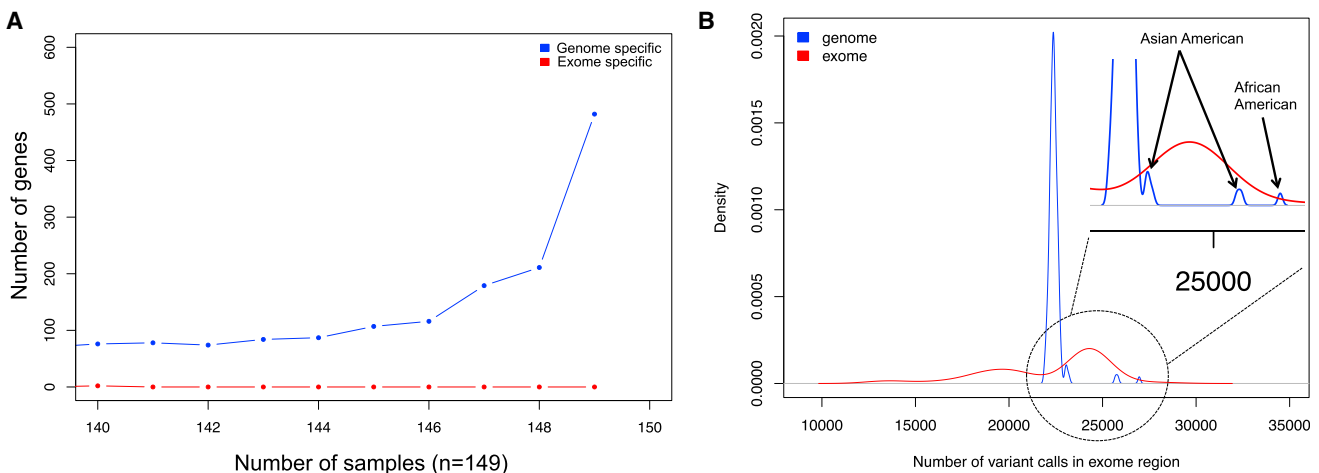 A
600
500
400
300
200
100
0
Number of genes
Genome specific
Exome specific
140
142
144
146
148
150
Number of samples (n=149)
B
0.0020
0.0015
0.0010
0.0005
0.0000
Density
genome
exome
Asian American
African
American
25000
10000
15000
20000
25000
30000
35000
Number of variant calls in exome region